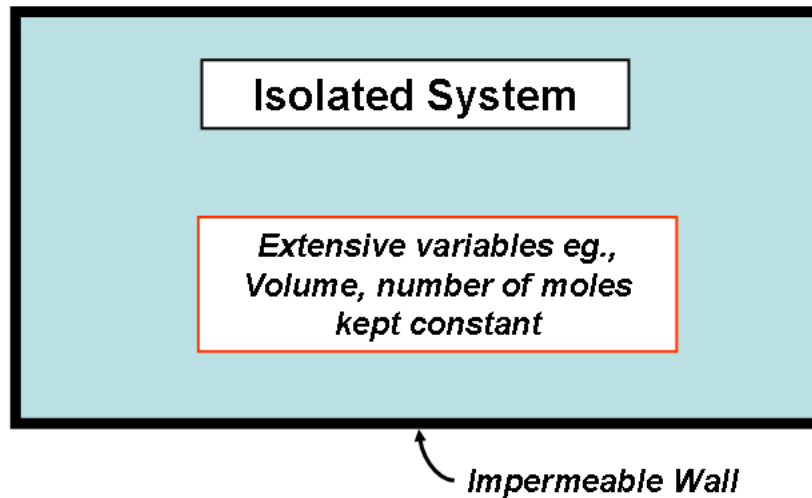 Isolated System
Extensive variables eg.,
Volume, number of moles
kept constant
Impermeable Wall